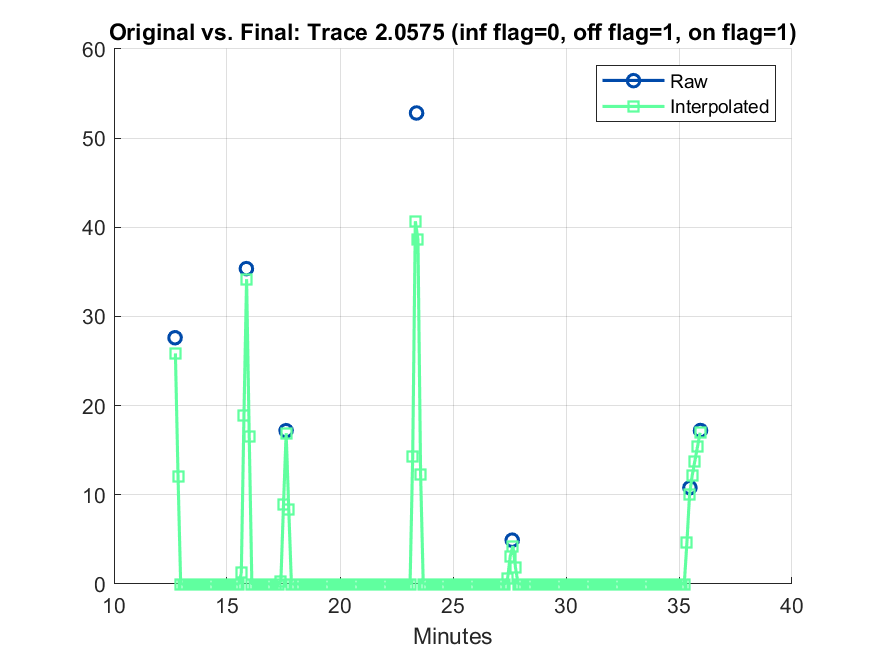 Original vs. Final: Trace 2.0575 (inf flag=0, off flag=1, on flag=1)
60
50
40
30
20
10
0
Raw
Interpolated
10 15 20 25 30 35 40
Minutes